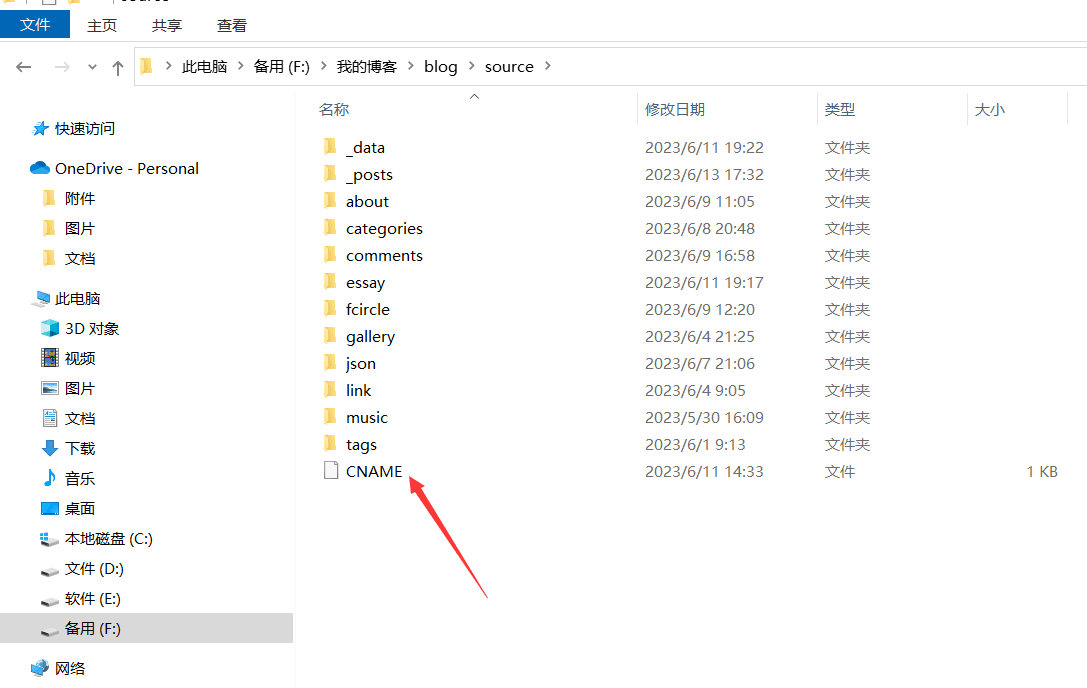 文件 主页 共享 查看
此电脑 备用 (F:) 我的博客 blog source
名称 修改日期 类型 大小
快速访问
OneDrive - Personal
附件
图片
文档
此电脑
3D 对象
视频
图片
文档
下载
音乐
桌面
本地磁盘 (C:)
文件 (D:)
软件 (E:)
备用 (F:)
网络
_data 2023/6/11 19:22 文件夹
_posts 2023/6/13 17:32 文件夹
about 2023/6/9 11:05 文件夹
categories 2023/6/8 20:48 文件夹
comments 2023/6/9 16:58 文件夹
essay 2023/6/11 19:17 文件夹
fcircle 2023/6/9 12:20 文件夹
gallery 2023/6/4 21:25 文件夹
json 2023/6/7 21:06 文件夹
link 2023/6/4 9:05 文件夹
music 2023/5/30 16:09 文件夹
tags 2023/6/1 9:13 文件夹
CNAME 2023/6/11 14:33 文件 1 KB